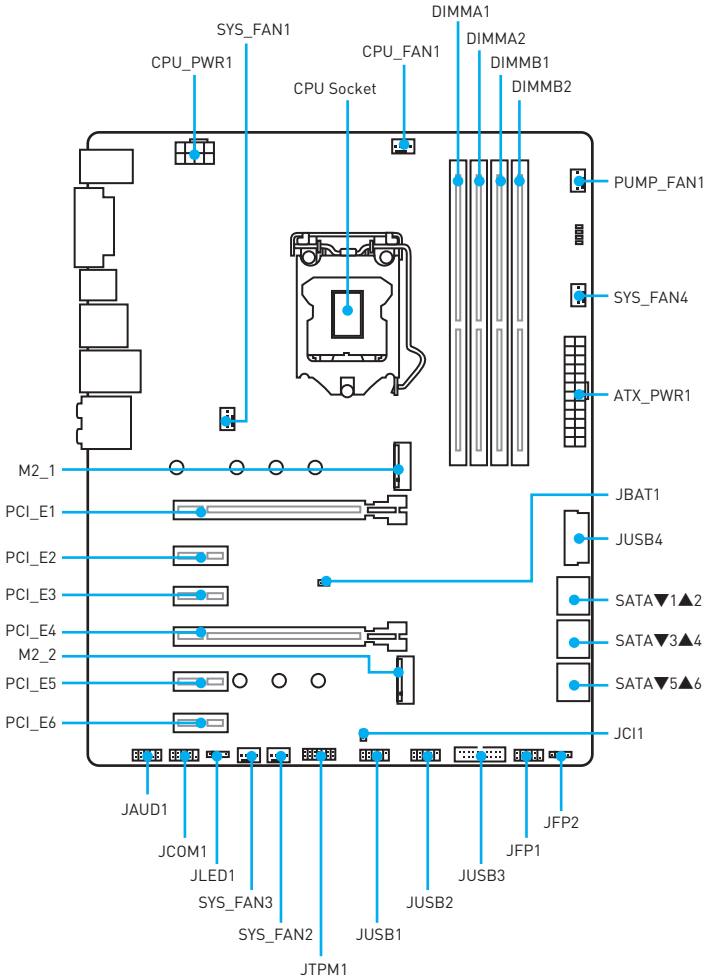 DIMMA1
SYS_FAN1
DIMMA2
CPU_FAN1
CPU_PWR1
DIMMB1
CPU Socket
DIMMB2
PUMP_FAN1
SYS_FAN4
ATX_PWR1
M2_1
JBAT1
PCI_E1
JUSB4
PCI_E2
PCI_E3
SATA▼1▲2
PCI_E4
SATA▼3▲4
M2_2
PCI_E5
SATA▼5▲6
PCI_E6
JCI1
JAUD1
JFP2
JCOM1
JFP1
JLED1
JUSB3
SYS_FAN3
JUSB2
SYS_FAN2
JUSB1
JTPM1